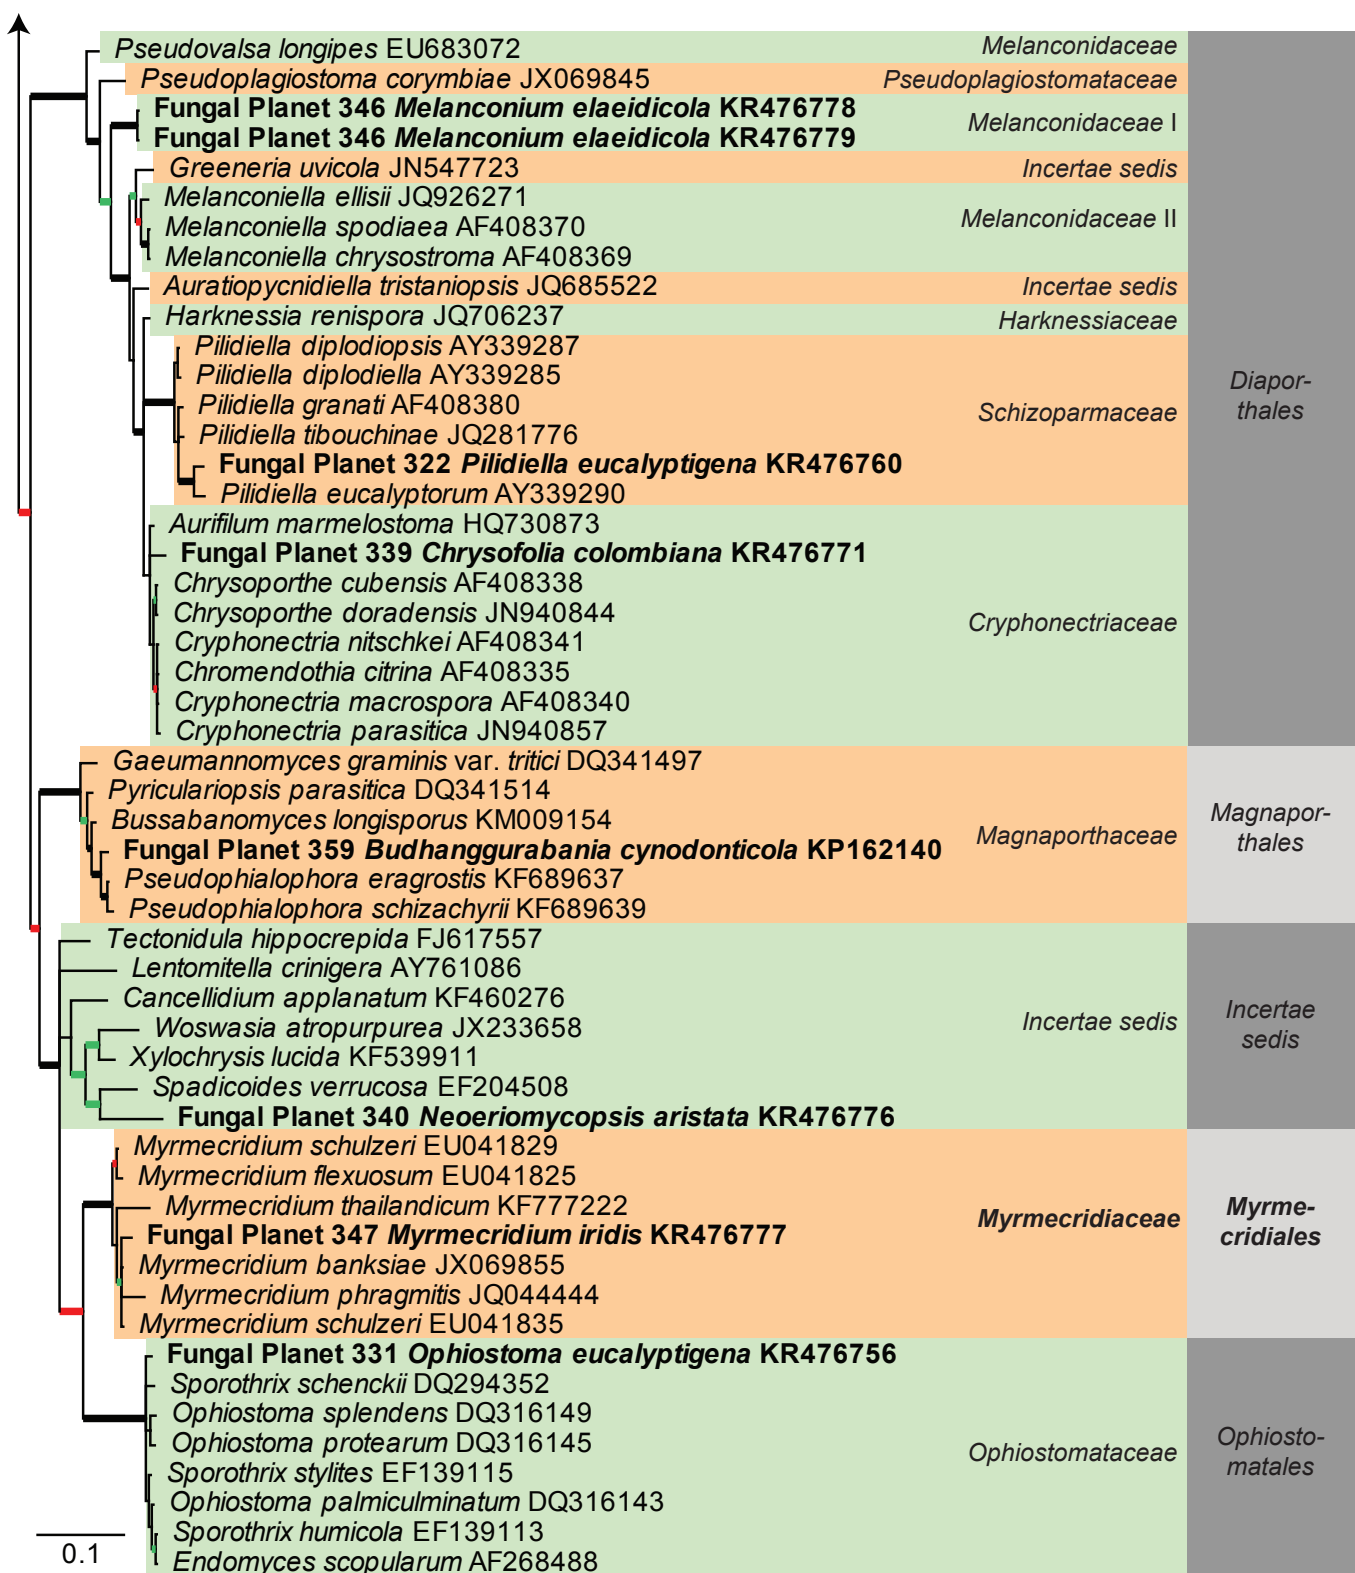 Pseudovalsa longipes EU683072 Melanconidaceae
Pseudoplagiostoma corymbiae JX069845 Pseudoplagiostomataceae
Fungal Planet 346 Melanconium elaeidicola KR476778
Melanconidaceae I
Fungal Planet 346 Melanconium elaeidicola KR476779
Greeneria uvicola JN547723 Incertae sedis
Melanconiella ellisii JQ926271
Melanconiella spodiaea AF408370 Melanconidaceae II
Melanconiella chrysostroma AF408369
Auratiopycnidiella tristaniopsis JQ685522 Incertae sedis
Harknessia renispora JQ706237 Harknessiaceae
Pilidiella diplodiopsis AY339287
Pilidiella diplodiella AY339285
Diapor-
thales
Pilidiella granati AF408380 Schizoparmaceae
Pilidiella tibouchinae JQ281776
Fungal Planet 322 Pilidiella eucalyptigena KR476760
Pilidiella eucalyptorum AY339290
Aurifilum marmelostoma HQ730873
Fungal Planet 339 Chrysofolia colombiana KR476771
Chrysoporthe cubensis AF408338
Chrysoporthe doradensis JN940844 Cryphonectriaceae
Cryphonectria nitschkei AF408341
Chromendothia citrina AF408335
Cryphonectria macrospora AF408340
Cryphonectria parasitica JN940857
Gaeumannomyces graminis var. tritici DQ341497
Pyriculariopsis parasitica DQ341514
Bussabanomyces longisporus KM009154 Magnaporthaceae
Magnapor-
thales
Fungal Planet 359 Budhanggurabania cynodonticola KP162140
Pseudophialophora eragrostis KF689637
Pseudophialophora schizachyrii KF689639
Tectonidula hippocrepida FJ617557
Lentomitella crinigera AY761086
Cancellidium applanatum KF460276
Woswasia atropurpurea JX233658 Incertae sedis
Incertae
sedis
Xylochrysis lucida KF539911
Spadicoides verrucosa EF204508
Fungal Planet 340 Neoeriomycopsis aristata KR476776
Myrmecridium schulzeri EU041829
Myrmecridium flexuosum EU041825
Myrmecridium thailandicum KF777222 Myrmecridiaceae
Myrme-
cridiales
Fungal Planet 347 Myrmecridium iridis KR476777
Myrmecridium banksiae JX069855
Myrmecridium phragmitis JQ044444
Myrmecridium schulzeri EU041835
Fungal Planet 331 Ophiostoma eucalyptigena KR476756
Sporothrix schenckii DQ294352
Ophiostoma splendens DQ316149
Ophiostoma protearum DQ316145 Ophiostomataceae
Ophiosto-
matales
Sporothrix stylites EF139115
Ophiostoma palmiculminatum DQ316143
Sporothrix humicola EF139113
Endomyces scopularum AF268488
0.1